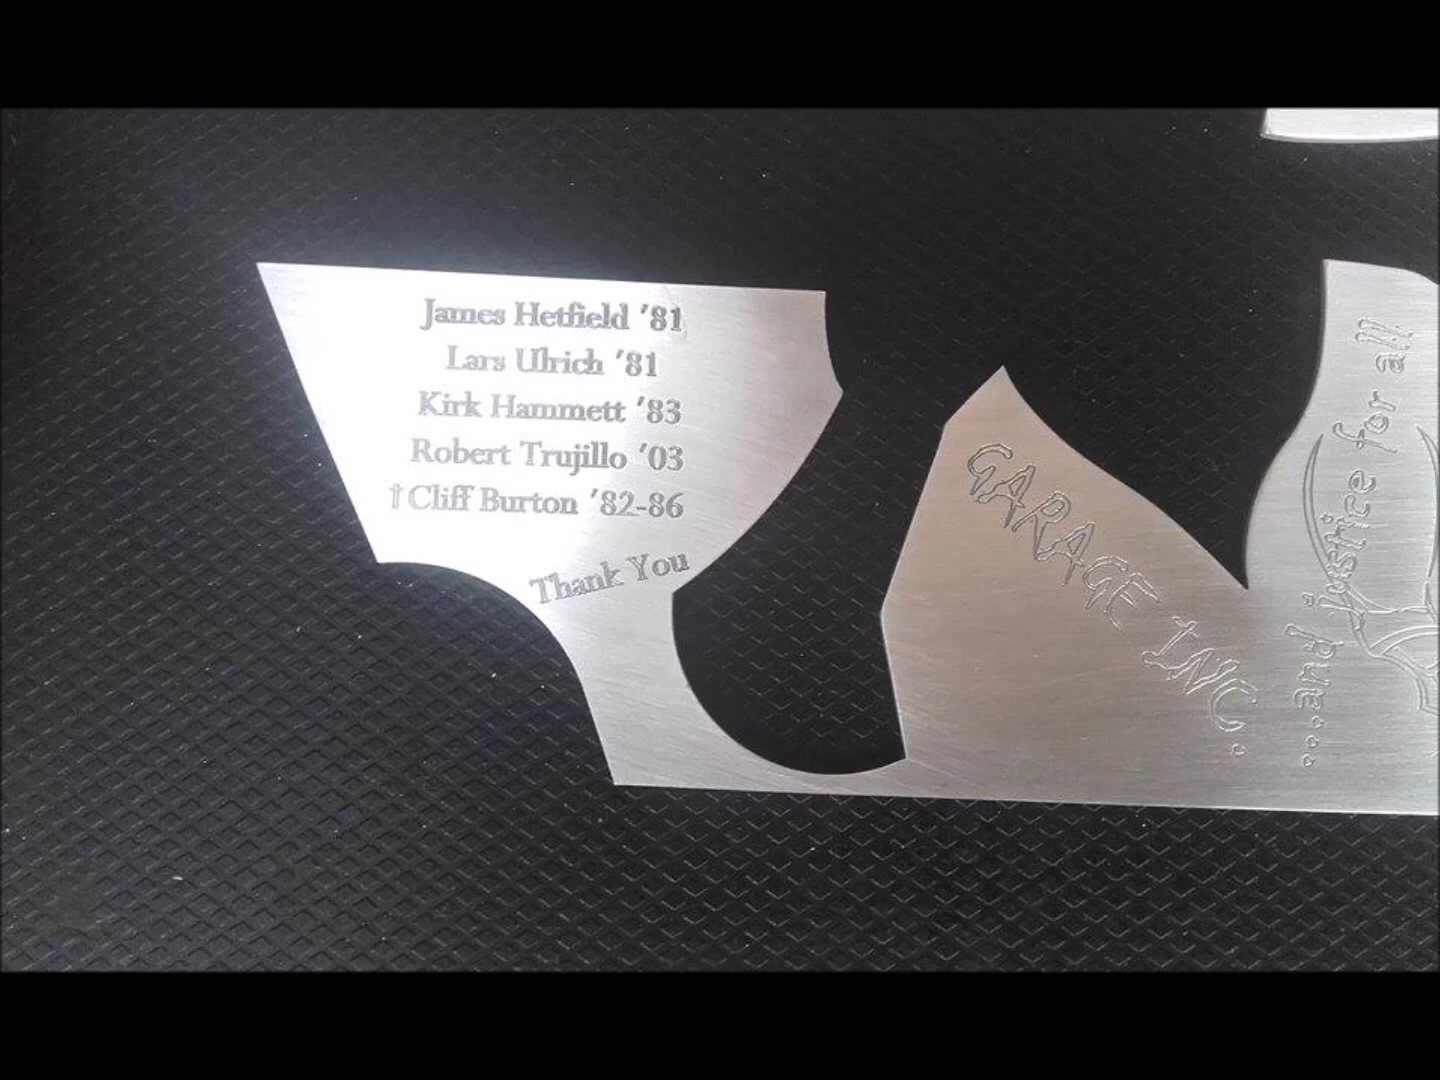 James Hetfield '81
Lars Ulrich '81
Kirk Hammett '83
Robert Trujillo '03
†Cliff Burton '82-86
Thank You
GARAGE INC.
...and justice for all